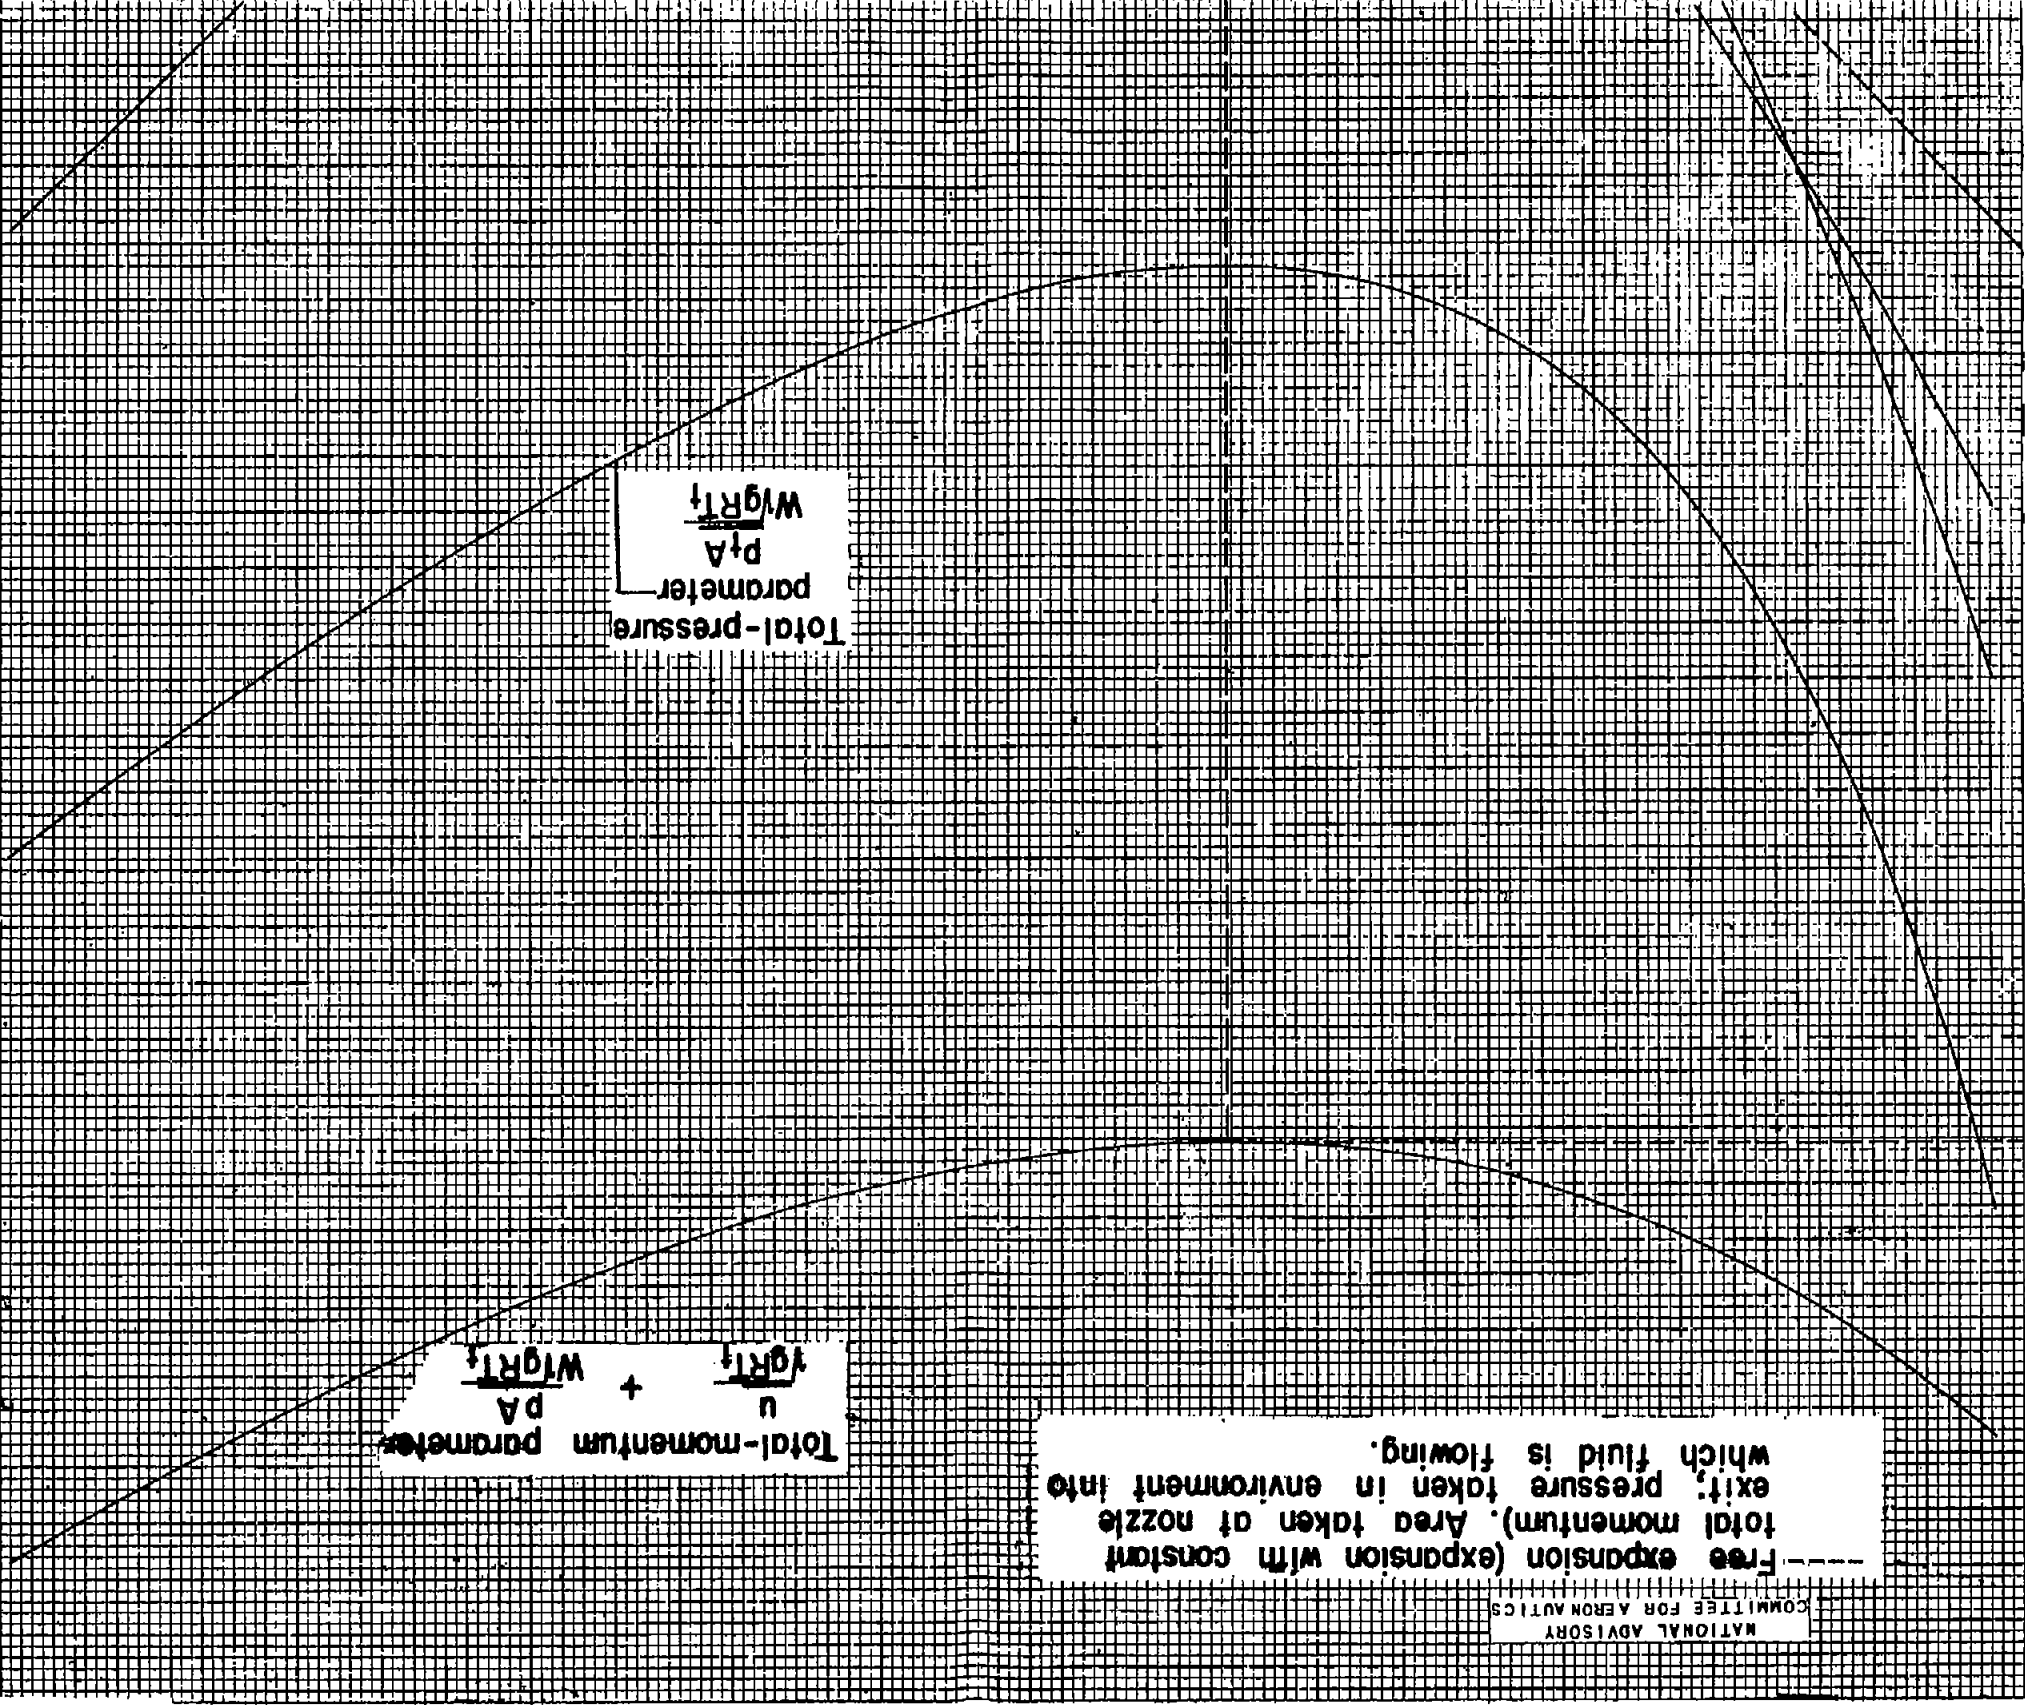 NATIONAL ADVISORY
COMMITTEE FOR AERONAUTICS
Free expansion (expansion with constant
total momentum). Area taken at nozzle
exit; pressure taken in environment into
which fluid is flowing.
Total-momentum parameter
u/√gRTₜ + pA/W√gRTₜ
Total-pressure
parameter
pₜA
W√gRTₜ